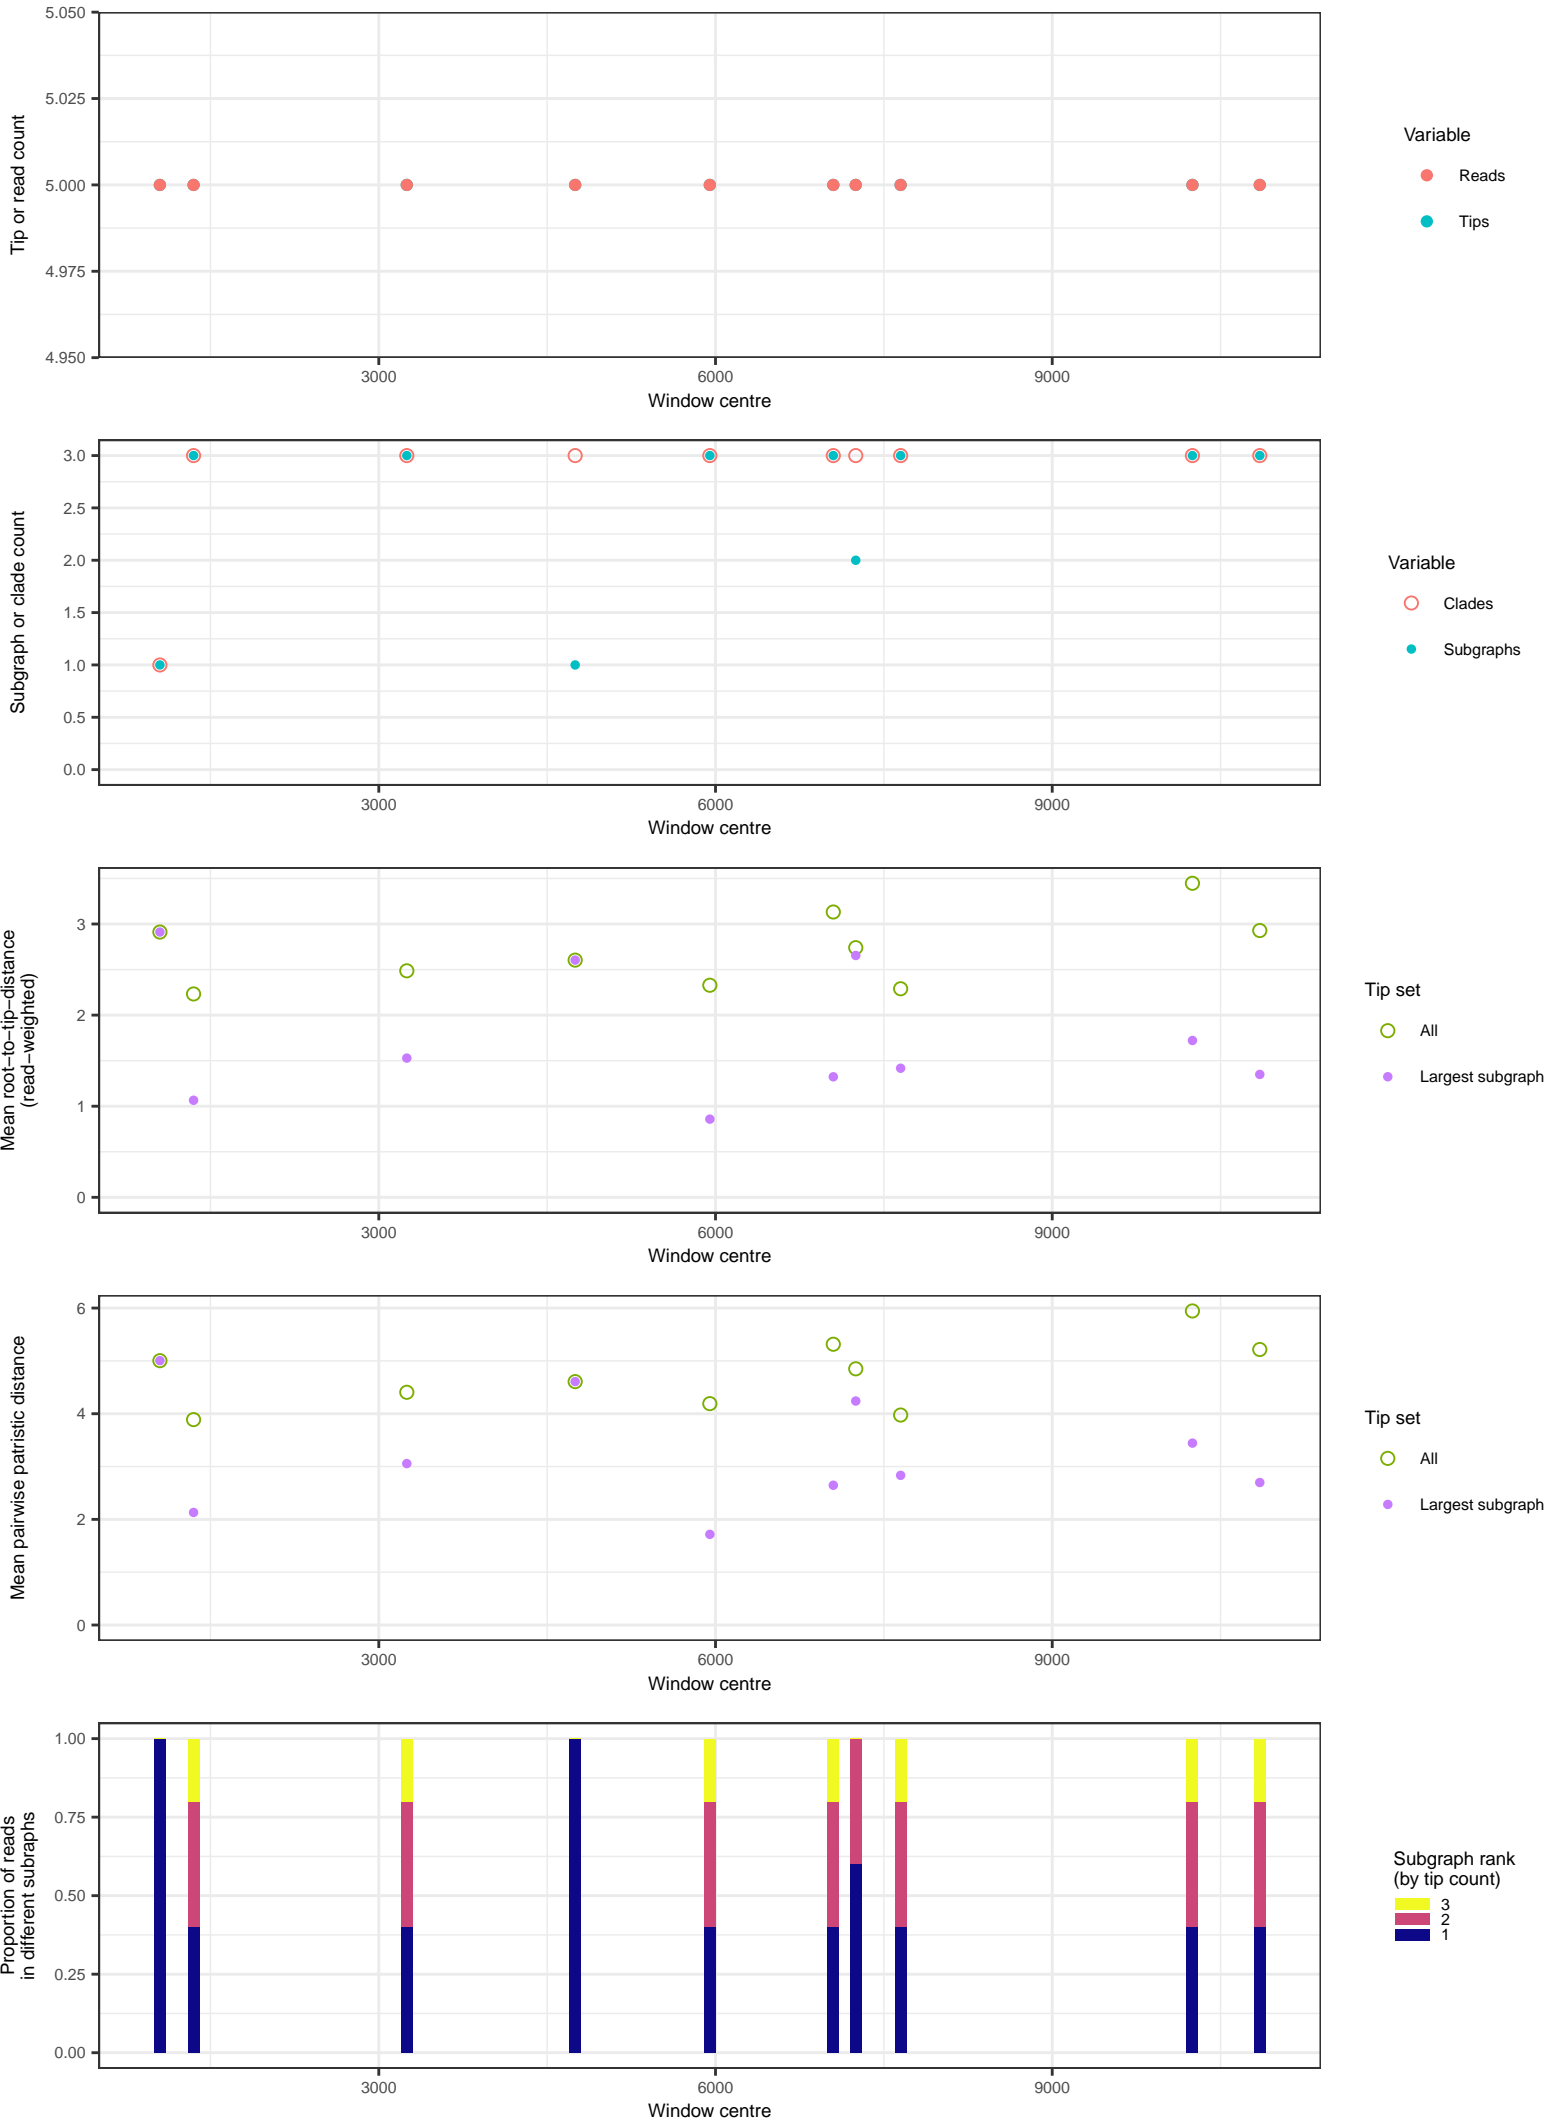 5.050
5.025
5.000
4.975
4.950
Tip or read count
3000
6000
9000
Window centre
Variable
Reads
Tips
3.0
2.5
2.0
1.5
1.0
0.5
0.0
Subgraph or clade count
3000
6000
9000
Window centre
Variable
Clades
Subgraphs
3
2
1
0
Mean root−to−tip−distance
(read−weighted)
3000
6000
9000
Window centre
Tip set
All
Largest subgraph
6
4
2
0
Mean pairwise patristic distance
3000
6000
9000
Window centre
Tip set
All
Largest subgraph
1.00
0.75
0.50
0.25
0.00
Proportion of reads
in different subraphs
3000
6000
9000
Window centre
Subgraph rank
(by tip count)
3
2
1